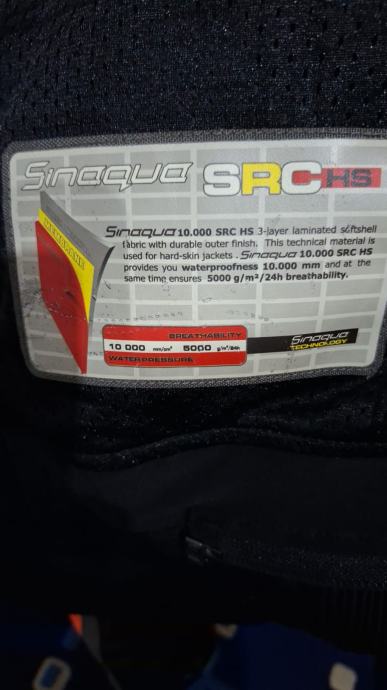 Sinaqua SRC HS
Sinaqua 10.000 SRC HS 3-layer laminated softshell
fabric with durable outer finish. This technical material is
used for hard-skin jackets. Sinaqua 10.000 SRC HS
provides you waterproofness 10.000 mm and at the
same time ensures 5000 g/m²/24h breathability.
BREATHABILITY
10 000 mm/cm² 5000 g/m²/24h
WATERPRESSURE
Sinaqua
TECHNOLOGY